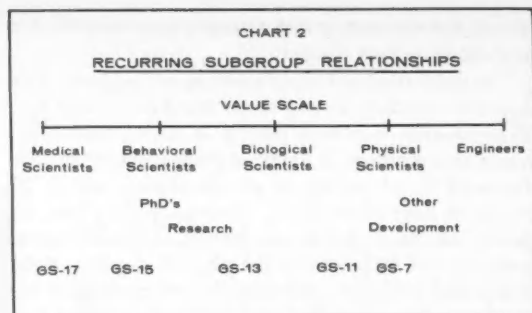 CHART 2
RECURRING SUBGROUP RELATIONSHIPS
VALUE SCALE
Medical Behavioral Biological Physical Engineers
Scientists Scientists Scientists Scientists
PhD's Other
Research Development
GS-17 GS-15 GS-13 GS-11 GS-7